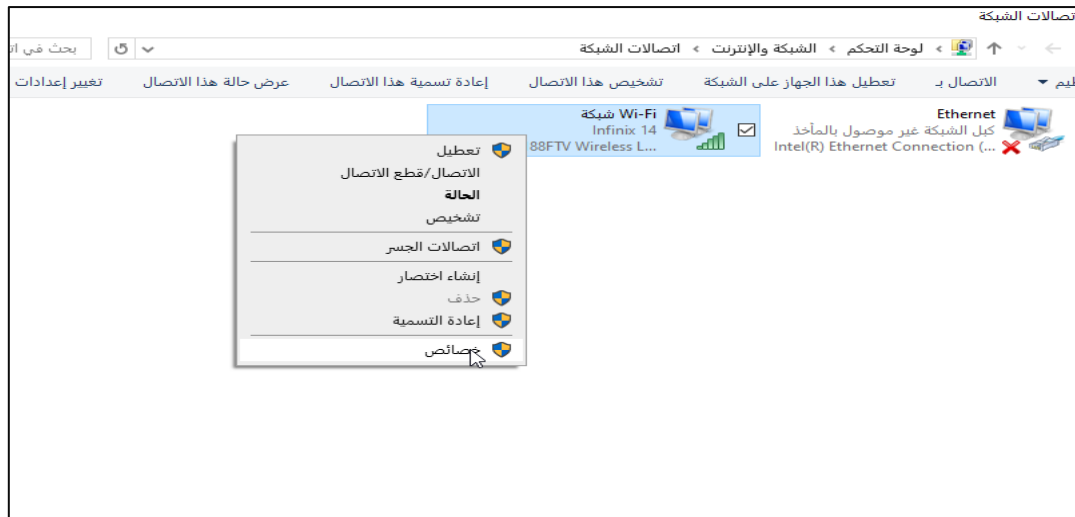 اتصالات الشبكة
لوحة التحكم › الشبكة والإنترنت › اتصالات الشبكة
بحث في
تعطيل هذا الجهاز على الشبكة
الاتصال بـ
تشخيص هذا الاتصال
إعادة تسمية هذا الاتصال
عرض حالة هذا الاتصال
تغيير إعدادات
Ethernet
كبل الشبكة غير موصول بالمأخذ
Intel(R) Ethernet Connection (...
شبكة Wi-Fi
Infinix 14
88FTV Wireless L...
تعطيل
الاتصال/قطع الاتصال
الحالة
تشخيص
اتصالات الجسر
إنشاء اختصار
حذف
إعادة التسمية
خصائص